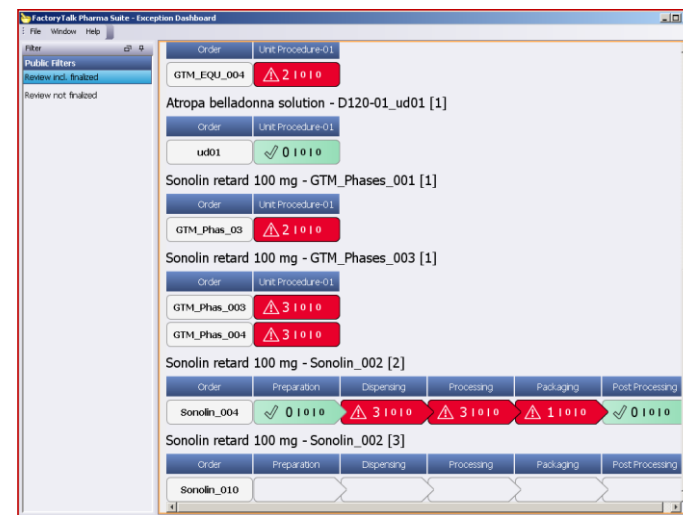 FactoryTalk Pharma Suite - Exception Dashboard
File Window Help
Filter
Public Filters
Review incl. finalized
Review not finalized
Order Unit Procedure-01
GTM_EQU_004 2 | 0 | 0
Atropa belladonna solution - D120-01_ud01 [1]
Order Unit Procedure-01
ud01 0 | 0 | 0
Sonolin retard 100 mg - GTM_Phases_001 [1]
Order Unit Procedure-01
GTM_Phas_03 2 | 0 | 0
Sonolin retard 100 mg - GTM_Phases_003 [1]
Order Unit Procedure-01
GTM_Phas_003 3 | 0 | 0
GTM_Phas_004 3 | 0 | 0
Sonolin retard 100 mg - Sonolin_002 [2]
Order Preparation Dispensing Processing Packaging Post Processing
Sonolin_004 0 | 0 | 0 3 | 0 | 0 3 | 0 | 0 1 | 0 | 0 0 | 0 | 0
Sonolin retard 100 mg - Sonolin_002 [3]
Order Preparation Dispensing Processing Packaging Post Processing
Sonolin_010